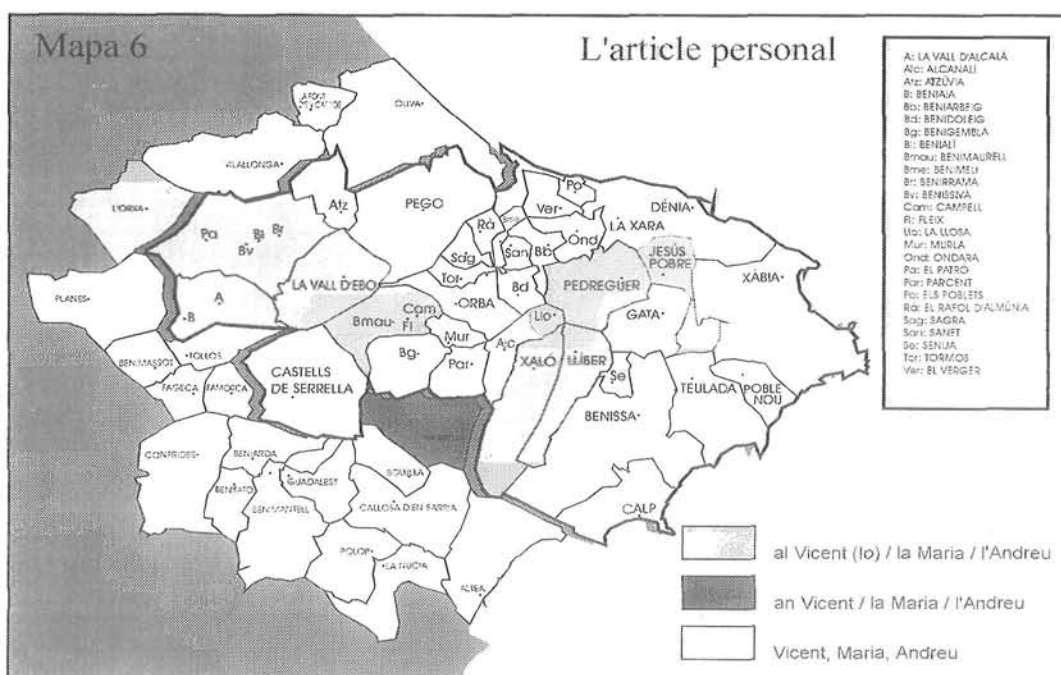 Mapa 6
L'article personal
A: LA VALL D'ALCALÀ
Alc: ALCANALÍ
Atz: ATZÚVIA
B: BENIAIA
Bb: BENIARBEIG
Bd: BENIDOLEIG
Bg: BENIGEMBLA
Bi: BENIALÍ
Bmau: BENIMAURELL
Bme: BENIMELI
Br: BENIRRAMA
Bv: BENISSIVÀ
Cam: CAMPELL
Fl: FLEIX
Llo: LA LLOSA
Mur: MURLA
Ond: ONDARA
Pa: EL PATRÓ
Par: PARCENT
Po: ELS POBLETS
Rà: EL RÀFOL D'ALMÚNIA
Sag: SAGRA
San: SANET
Se: SENIJA
Tor: TORMOS
Ver: EL VERGER
OLIVA
VILALLONGA
L'ORXA
Atz
PEGO
Po
Ver
DÉNIA
Rà
Bme
LA XARA
Ond
Pa
Bi
Br
Bv
Sag
San
Bb
JESÚS
POBRE
XÀBIA
LA VALL D'EBO
Tor
Bd
PEDREGUER
PLANES
A
B
ORBA
Cam
Fl
Bmau
Llo
GATA
Mur
Alc
BENIMASSOT
TOLLOS
Bg
Par
XALÓ
LLÍBER
Se
FAGECA
FAMORCA
CASTELLS
DE SERRELLA
TEULADA
POBLE
NOU
BENISSA
CONFRIDES
BENIARDÀ
BENIFATO
GUADALEST
BENIMANTELL
BOLULLA
CALLOSA D'EN SARRIÀ
CALP
POLOP
LA NUCIA
ALTEA
al Vicent (lo) / la Maria / l'Andreu
an Vicent / la Maria / l'Andreu
Vicent, Maria, Andreu